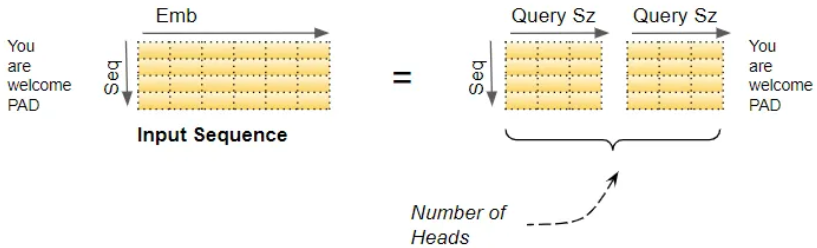 Emb
Query Sz
Query Sz
You
are
welcome
PAD
Seq
=
Seq
You
are
welcome
PAD
Input Sequence
Number of
Heads